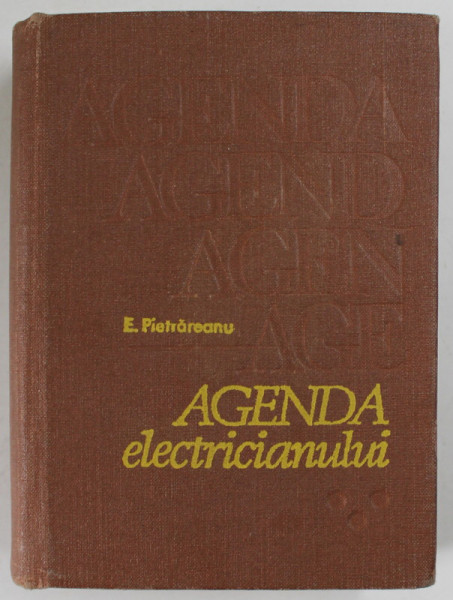 AGENDA
AGEND
AGEN
AGE
E. Pietrăreanu
AGENDA
electricianului